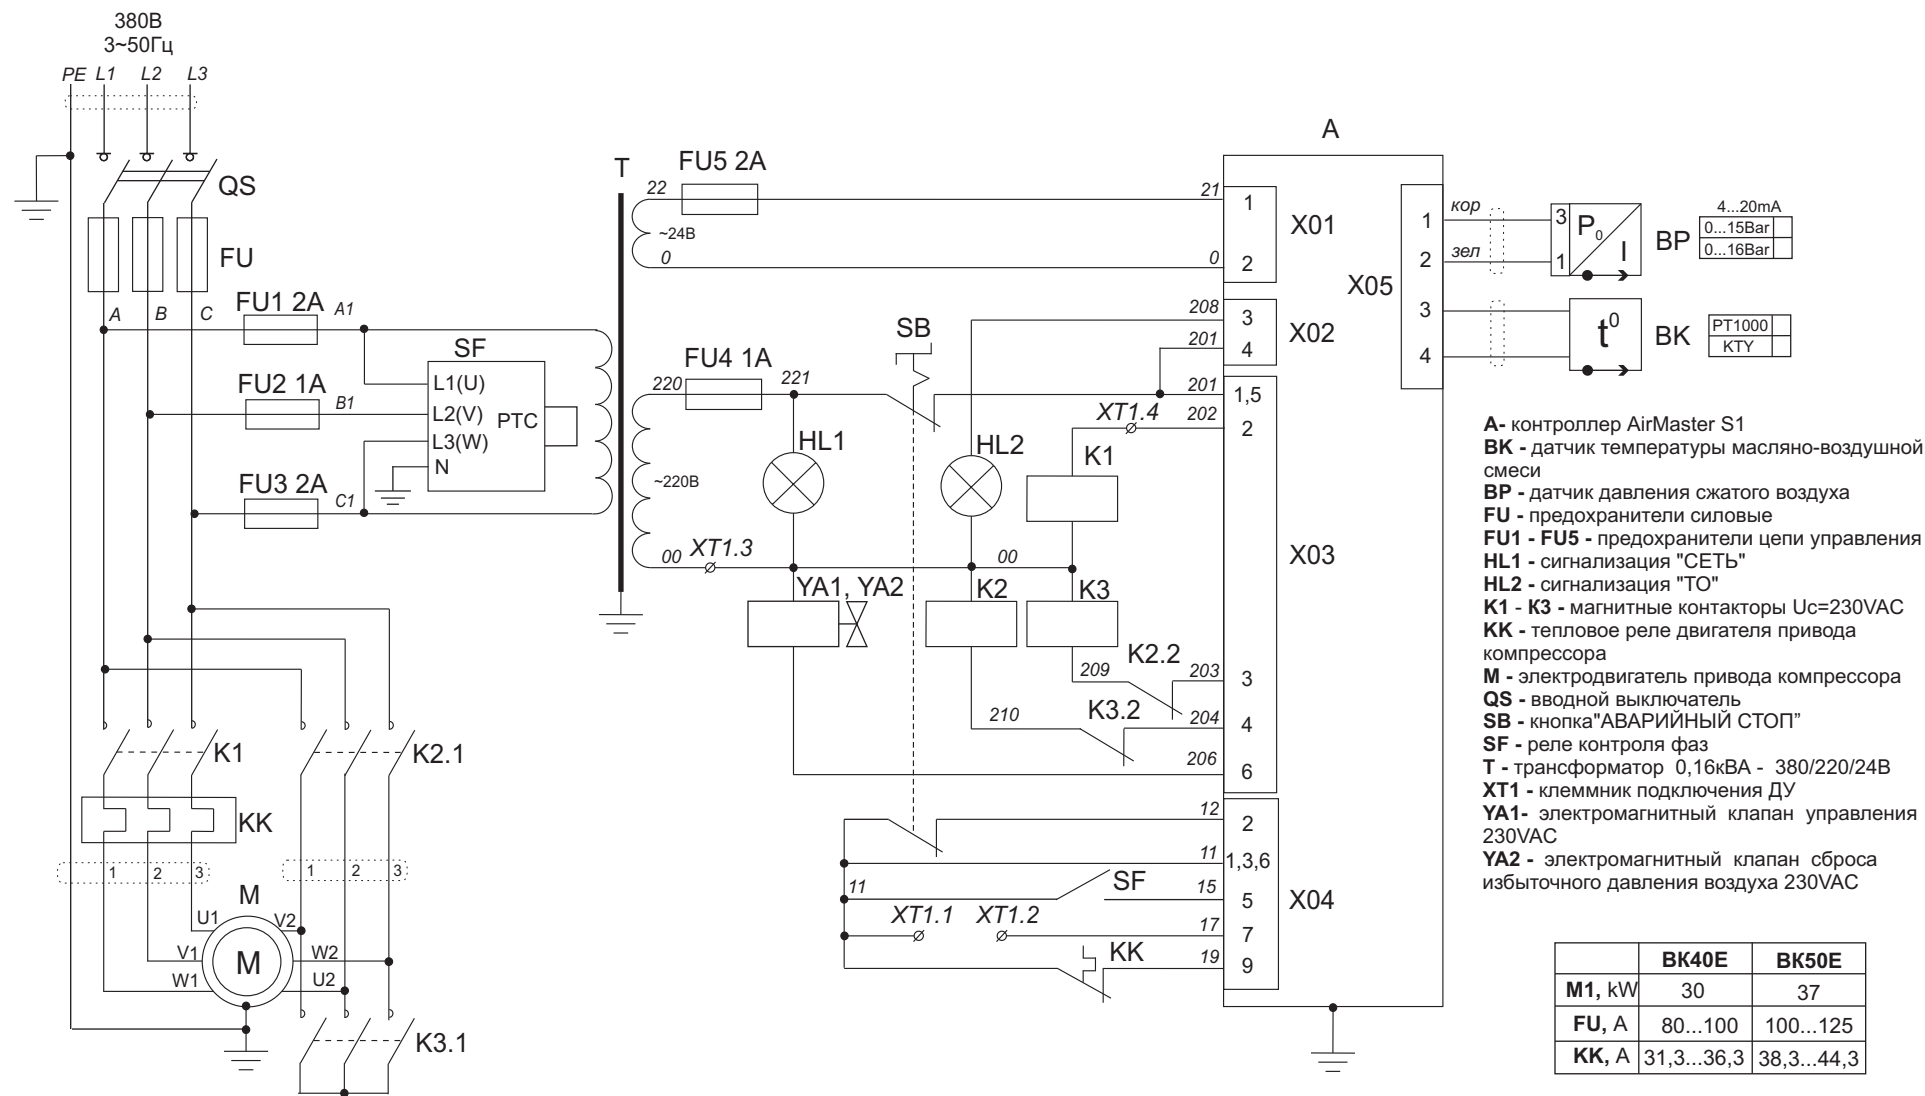 380В
3~50Гц
PE L1 L2 L3
QS
FU
A B C
FU1 2A A1
SF
L1(U)
FU2 1A B1
L2(V)
PTC
L3(W)
N
FU3 2A C1
T
22 FU5 2A
~24В
0
220 FU4 1A 221
~220В
00 XT1.3
HL1
SB
HL2
XT1.4
K1
00
YA1, YA2
K2
K3
209 K2.2
210 K3.2
A
21 1
X01
0 2
208 3
X02
201 4
201 1,5
202 2
X03
203 3
204 4
206 6
12 2
11 1,3,6
11 SF 15 5
X04
XT1.1 XT1.2 17 7
KK 19 9
X05
1 кор
2 зел
3
4
3 P0
1 I
BP
4...20mA
0...15Bar
0...16Bar
t0
BK
PT1000
KTY
K1
K2.1
KK
1 2 3
1 2 3
M
U1 V2
V1 M W2
W1 U2
K3.1
A- контроллер AirMaster S1
BK - датчик температуры масляно-воздушной
смеси
BP - датчик давления сжатого воздуха
FU - предохранители силовые
FU1 - FU5 - предохранители цепи управления
HL1 - сигнализация "СЕТЬ"
HL2 - сигнализация "ТО"
K1 - K3 - магнитные контакторы Uc=230VAC
KK - тепловое реле двигателя привода
компрессора
M - электродвигатель привода компрессора
QS - вводной выключатель
SB - кнопка"АВАРИЙНЫЙ СТОП”
SF - реле контроля фаз
T - трансформатор 0,16кВА - 380/220/24В
XT1 - клеммник подключения ДУ
YA1- электромагнитный клапан управления
230VAC
YA2 - электромагнитный клапан сброса
избыточного давления воздуха 230VAC
ВК40Е ВК50Е
M1, kW 30 37
FU, A 80...100 100...125
KK, A 31,3...36,3 38,3...44,3